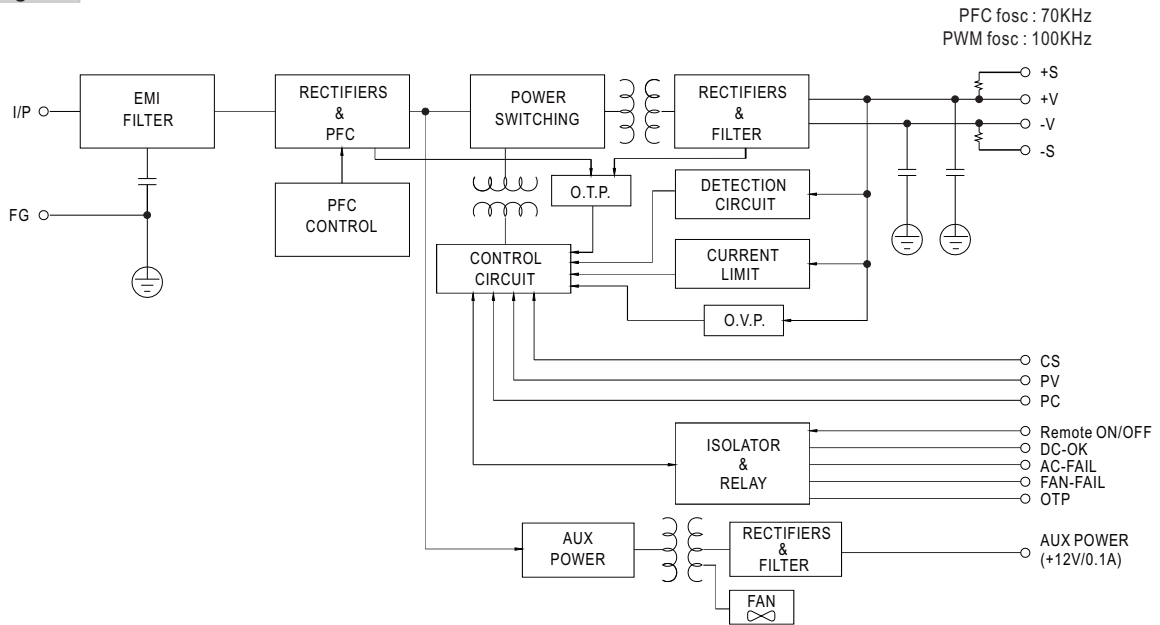 PFC fosc : 70KHz
PWM fosc : 100KHz
I/P
EMI
FILTER
RECTIFIERS
&
PFC
POWER
SWITCHING
RECTIFIERS
&
FILTER
+S
+V
-V
-S
FG
PFC
CONTROL
O.T.P.
DETECTION
CIRCUIT
CONTROL
CIRCUIT
CURRENT
LIMIT
O.V.P.
CS
PV
PC
ISOLATOR
&
RELAY
Remote ON/OFF
DC-OK
AC-FAIL
FAN-FAIL
OTP
AUX
POWER
RECTIFIERS
&
FILTER
AUX POWER
(+12V/0.1A)
FAN